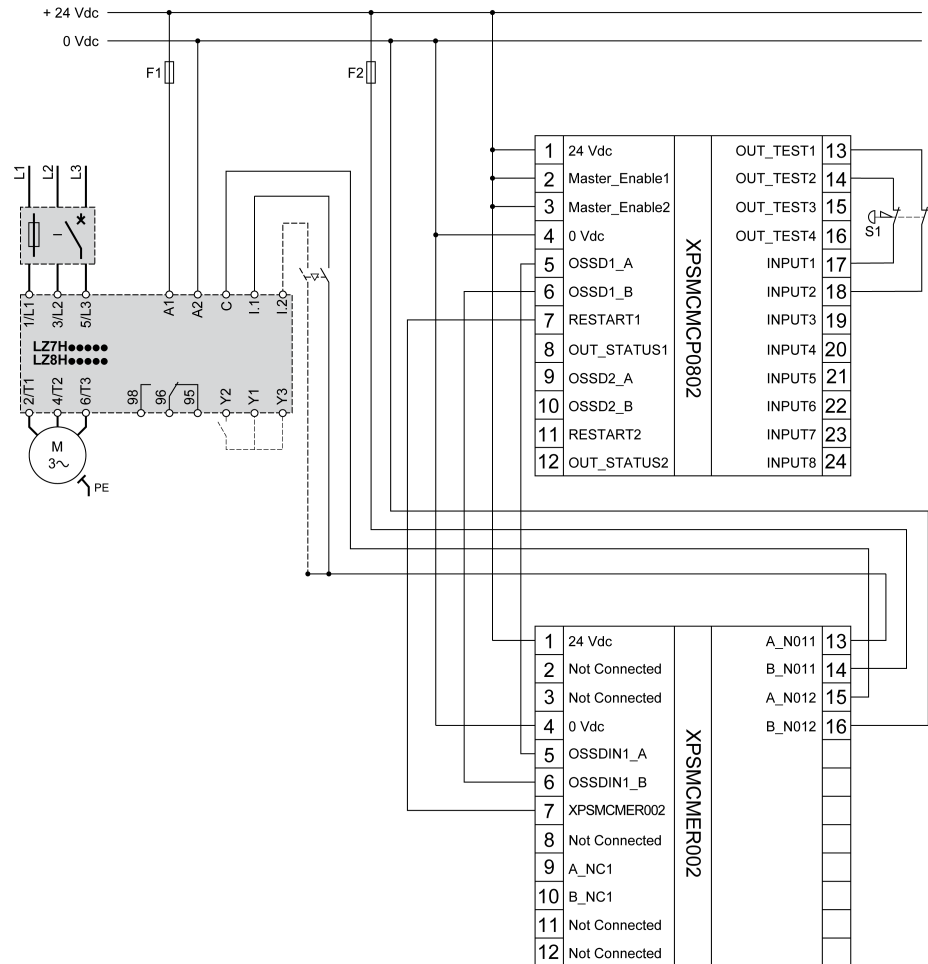 + 24 Vdc
0 Vdc
F1
F2
L1
L2
L3
1/L1
3/L2
5/L3
A1
A2
C
I.1
I.2
LZ7H●●●●●
LZ8H●●●●●
2/T1
4/T2
6/T3
98
96
95
Y2
Y1
Y3
M
3~
PE
1 24 Vdc
2 Master_Enable1
3 Master_Enable2
4 0 Vdc
5 OSSD1_A
6 OSSD1_B
7 RESTART1
8 OUT_STATUS1
9 OSSD2_A
10 OSSD2_B
11 RESTART2
12 OUT_STATUS2
XPSMCMCP0802
OUT_TEST1 13
OUT_TEST2 14
OUT_TEST3 15
OUT_TEST4 16
INPUT1 17
INPUT2 18
INPUT3 19
INPUT4 20
INPUT5 21
INPUT6 22
INPUT7 23
INPUT8 24
S1
1 24 Vdc
2 Not Connected
3 Not Connected
4 0 Vdc
5 OSSDIN1_A
6 OSSDIN1_B
7 XPSMCMER002
8 Not Connected
9 A_NC1
10 B_NC1
11 Not Connected
12 Not Connected
XPSMCMER002
A_N011 13
B_N011 14
A_N012 15
B_N012 16